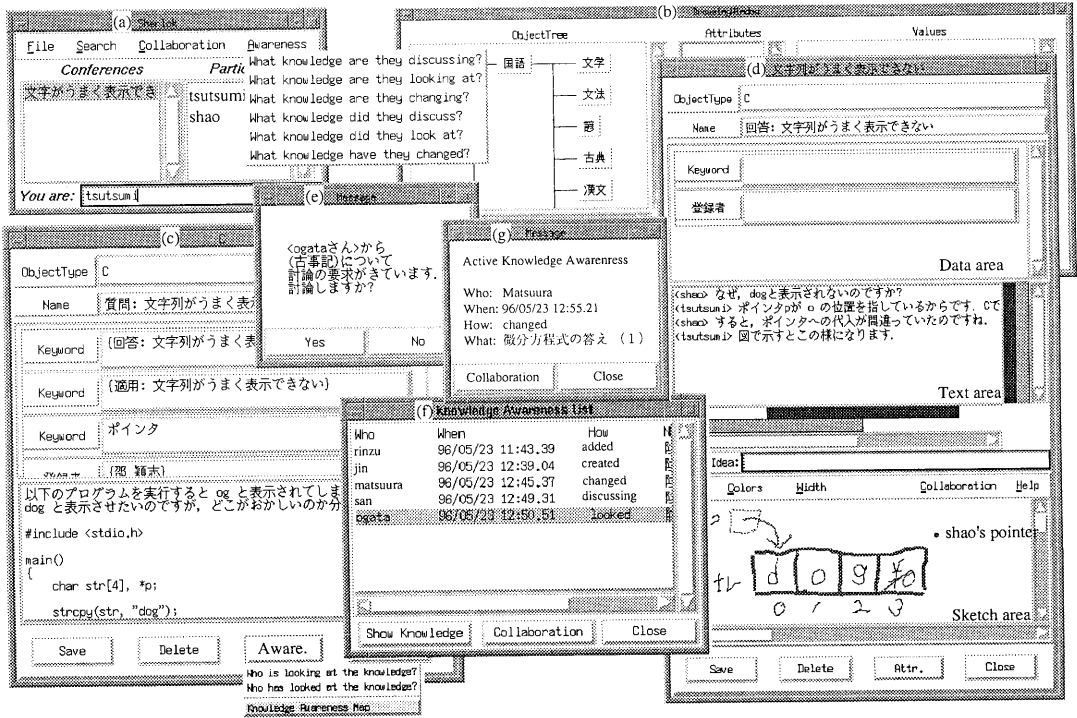 (a) Sherlok
File Search Collaboration Awareness
Conferences
文字がうまく表示でき
tsutsumi
shao
You are: tsutsumi
What knowledge are they discussing?
What knowledge are they looking at?
What knowledge are they changing?
What knowledge did they discuss?
What knowledge did they look at?
What knowledge have they changed?
(b)
ObjectTree Attributes Values
国語
文学
文法
古典
漢文
(c) C
ObjectType C
Name 質問: 文字列がうまく表示
Keyword (回答: 文字列がうまく表
Keyword (適用: 文字列がうまく表示できない)
Keyword ポインタ
以下のプログラムを実行すると og と表示されてしま
dog と表示させたいのですが, どこがおかしいのか分
#include <stdio.h>
main()
{
char str[4], *p;
strcpy(str, "dog");
Save Delete Aware.
Who is looking at the knowledge?
Who has looked at the knowledge?
Knowledge Awareness Map
(d) 文字列がうまく表示できない
ObjectType C
Name 回答: 文字列がうまく表示できない
Keyword
登録者
Data area
<shao> なぜ, dogと表示されないのですか?
<tsutsumi> ポインタpが o の位置を指しているからです. Cで
<shao> すると, ポインタへの代入が間違っていたのですね.
<tsutsumi> 図で示すとこの様になります.
Text area
Idea:
Colors Width Collaboration Help
• shao's pointer
d o g
0 1 2 3
Sketch area
Save Delete Attr. Close
(e) Message
<ogataさん>から
(古事記)について
討論の要求がきています.
討論しますか?
Yes No
(g) Message
Active Knowledge Awareness
Who: Matsuura
When: 96/05/23 12:55.21
How: changed
What: 微分方程式の答え (1)
Collaboration Close
(f) Knowledge Awareness List
Who When How
rinzu 96/05/23 11:43.39 added
jin 96/05/23 12:39.04 created
matsuura 96/05/23 12:45.37 changed
san 96/05/23 12:49.31 discussing
ogata 96/05/23 12:50.51 looked
Show Knowledge Collaboration Close